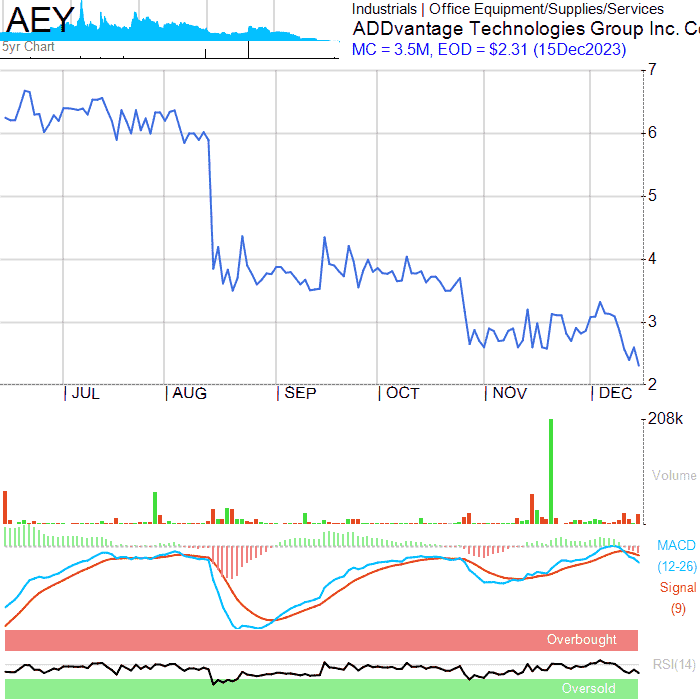 AEY
5yr Chart
Industrials | Office Equipment/Supplies/Services
ADDvantage Technologies Group Inc. Co
MC = 3.5M, EOD = $2.31 (15Dec2023)
7
6
5
4
3
2
JUL AUG SEP OCT NOV DEC
208k
Volume
MACD
(12-26)
Signal
(9)
Overbought
RSI(14)
Oversold